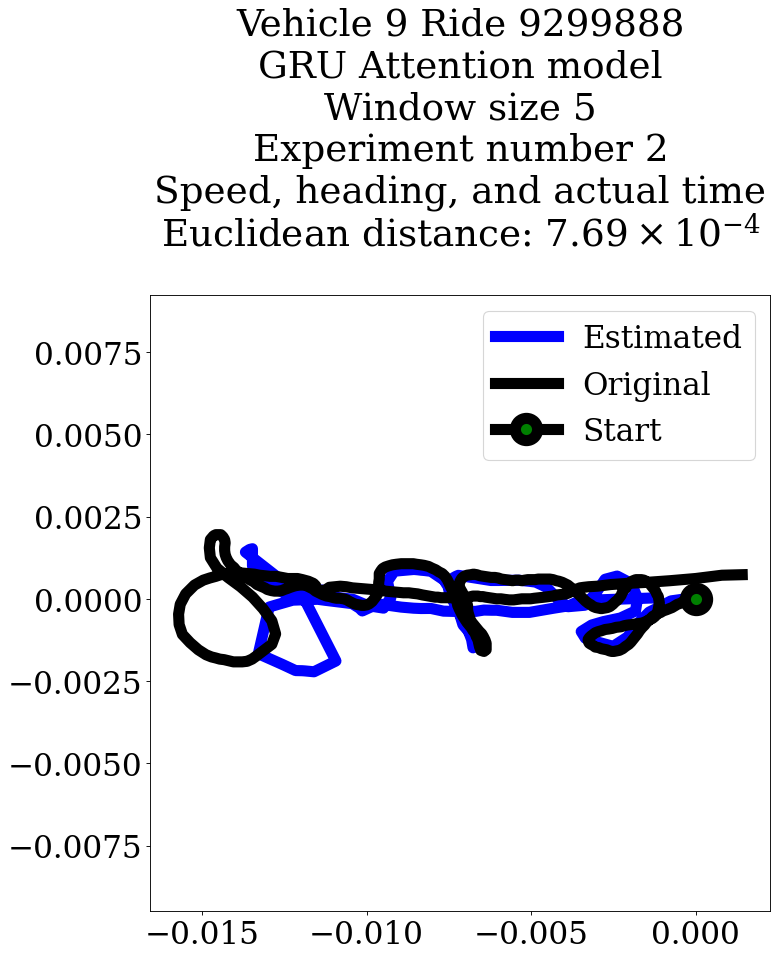 Vehicle 9 Ride 9299888
GRU Attention model
Window size 5
Experiment number 2
Speed, heading, and actual time
Euclidean distance: 7.69 × 10⁻⁴
Estimated
Original
Start
0.0075
0.0050
0.0025
0.0000
−0.0025
−0.0050
−0.0075
−0.015
−0.010
−0.005
0.000